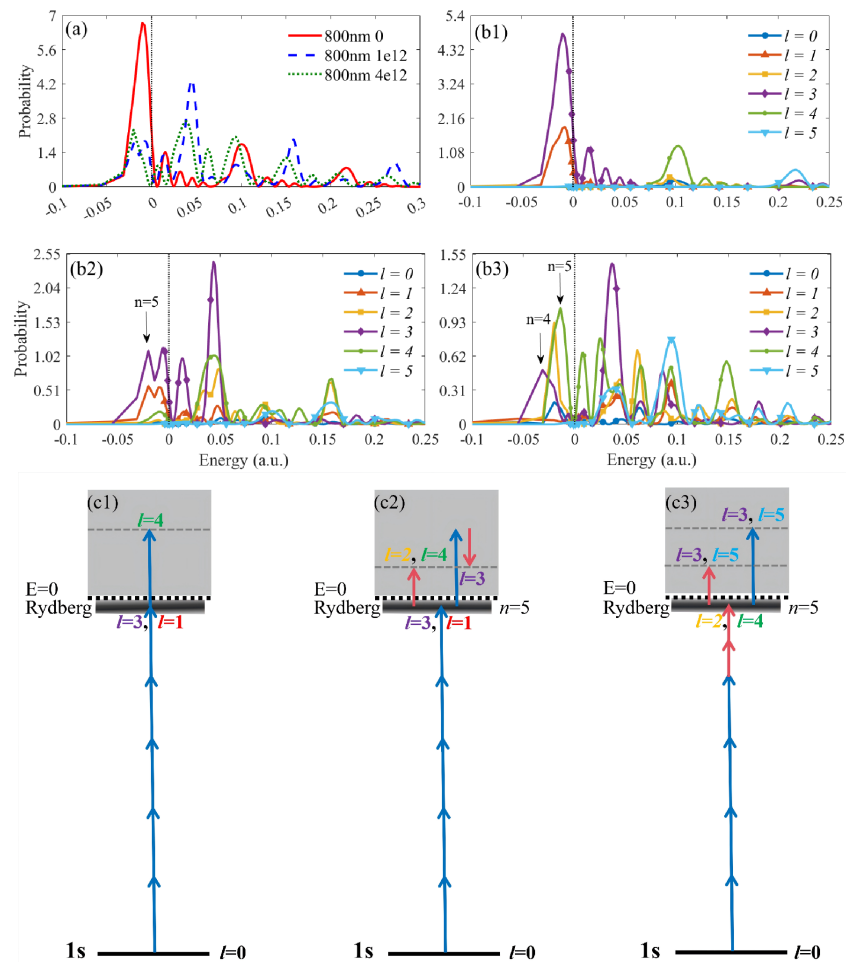 (a)
800nm 0
800nm 1e12
800nm 4e12
Probability
7
5.6
4.2
2.8
1.4
0
-0.1
-0.05
0
0.05
0.1
0.15
0.2
0.25
0.3
(b1)
l = 0
l = 1
l = 2
l = 3
l = 4
l = 5
Probability
5.4
4.32
3.24
2.16
1.08
0
-0.1
-0.05
0
0.05
0.1
0.15
0.2
0.25
(b2)
n=5
l = 0
l = 1
l = 2
l = 3
l = 4
l = 5
Probability
2.55
2.04
1.53
1.02
0.51
0
-0.1
-0.05
0
0.05
0.1
0.15
0.2
0.25
Energy (a.u.)
(b3)
n=5
n=4
l = 0
l = 1
l = 2
l = 3
l = 4
l = 5
1.55
1.24
0.93
0.62
0.31
0
-0.1
-0.05
0
0.05
0.1
0.15
0.2
0.25
Energy (a.u.)
(c1)
l=4
E=0
Rydberg
l=3, l=1
1s
l=0
(c2)
l=2, l=4
l=3
E=0
Rydberg
n=5
l=3, l=1
1s
l=0
(c3)
l=3, l=5
l=3, l=5
E=0
Rydberg
n=5
l=2, l=4
1s
l=0